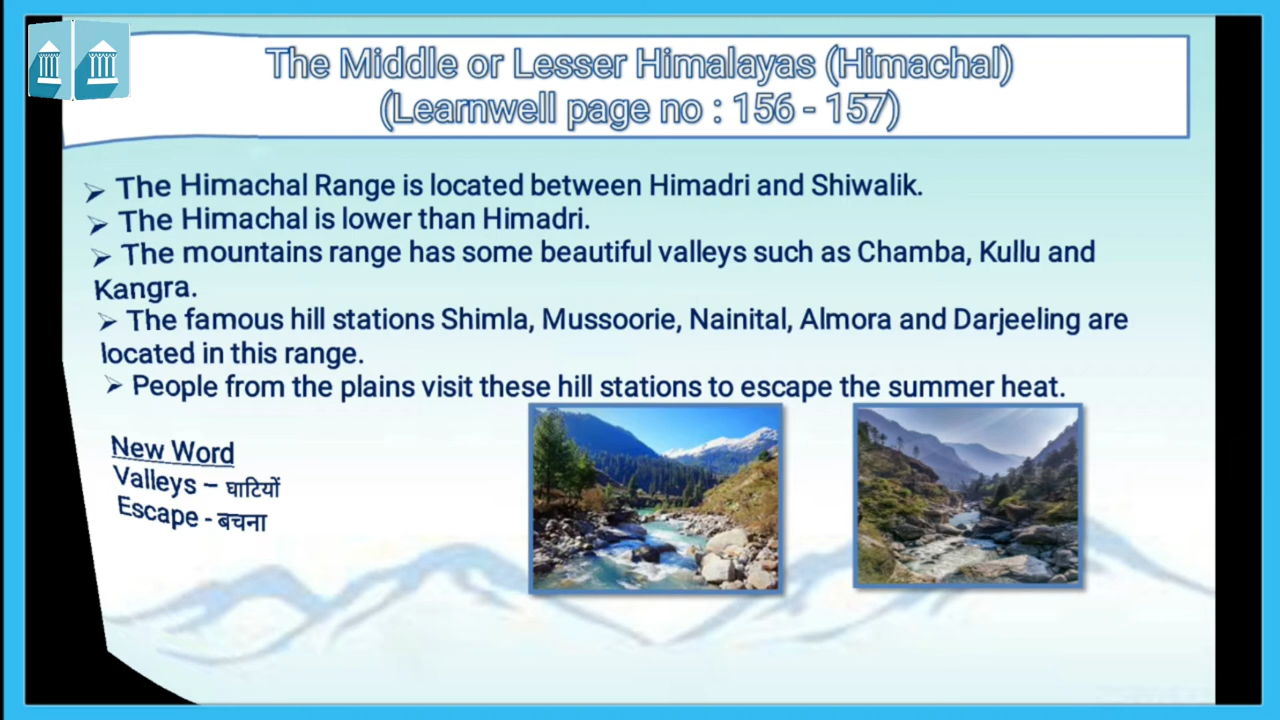 The Middle or Lesser Himalayas (Himachal)
(Learnwell page no : 156 - 157)
➢ The Himachal Range is located between Himadri and Shiwalik.
➢ The Himachal is lower than Himadri.
➢ The mountains range has some beautiful valleys such as Chamba, Kullu and
Kangra.
➢ The famous hill stations Shimla, Mussoorie, Nainital, Almora and Darjeeling are
located in this range.
➢ People from the plains visit these hill stations to escape the summer heat.
New Word
Valleys – घाटियों
Escape - बचना